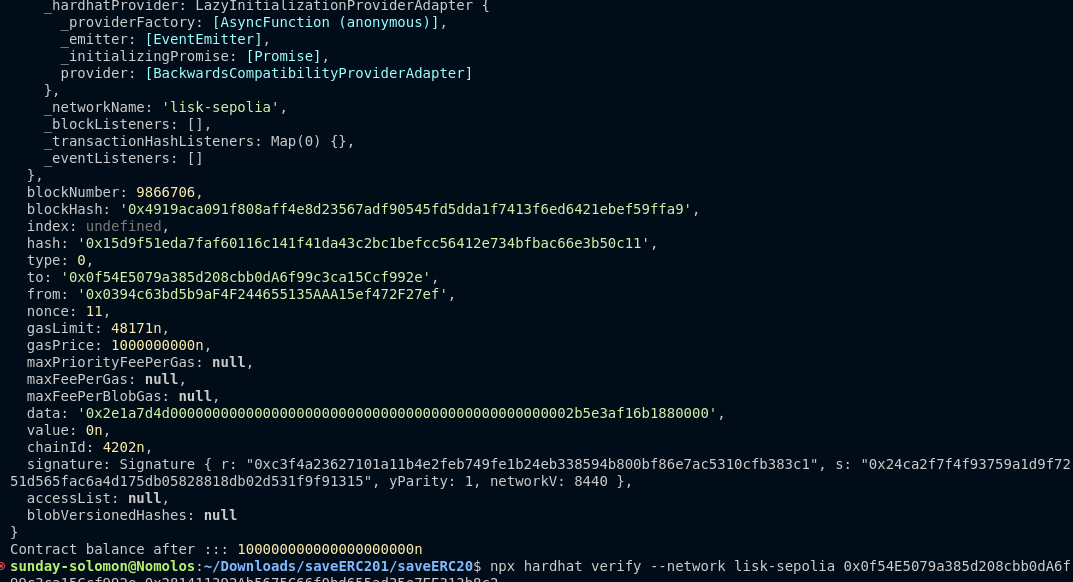 _hardhatProvider: LazyInitializationProviderAdapter {
_providerFactory: [AsyncFunction (anonymous)],
_emitter: [EventEmitter],
_initializingPromise: [Promise],
provider: [BackwardsCompatibilityProviderAdapter]
},
_networkName: 'lisk-sepolia',
_blockListeners: [],
_transactionHashListeners: Map(0) {},
_eventListeners: []
},
blockNumber: 9866706,
blockHash: '0x4919aca091f808aff4e8d23567adf90545fd5dda1f7413f6ed6421ebef59ffa9',
index: undefined,
hash: '0x15d9f51eda7faf60116c141f41da43c2bc1befcc56412e734bfbac66e3b50c11',
type: 0,
to: '0x0f54E5079a385d208cbb0dA6f99c3ca15Ccf992e',
from: '0x0394c63bd5b9aF4F244655135AAA15ef472F27ef',
nonce: 11,
gasLimit: 48171n,
gasPrice: 1000000000n,
maxPriorityFeePerGas: null,
maxFeePerGas: null,
maxFeePerBlobGas: null,
data: '0x2e1a7d4d000000000000000000000000000000000000000000000002b5e3af16b1880000',
value: 0n,
chainId: 4202n,
signature: Signature { r: "0xc3f4a23627101a11b4e2feb749fe1b24eb338594b800bf86e7ac5310cfb383c1", s: "0x24ca2f7f4f93759a1d9f72
51d565fac6a4d175db05828818db02d531f9f91315", yParity: 1, networkV: 8440 },
accessList: null,
blobVersionedHashes: null
}
Contract balance after ::: 100000000000000000000n
sunday-solomon@Nomolos:~/Downloads/saveERC201/saveERC20$ npx hardhat verify --network lisk-sepolia 0x0f54E5079a385d208cbb0dA6f